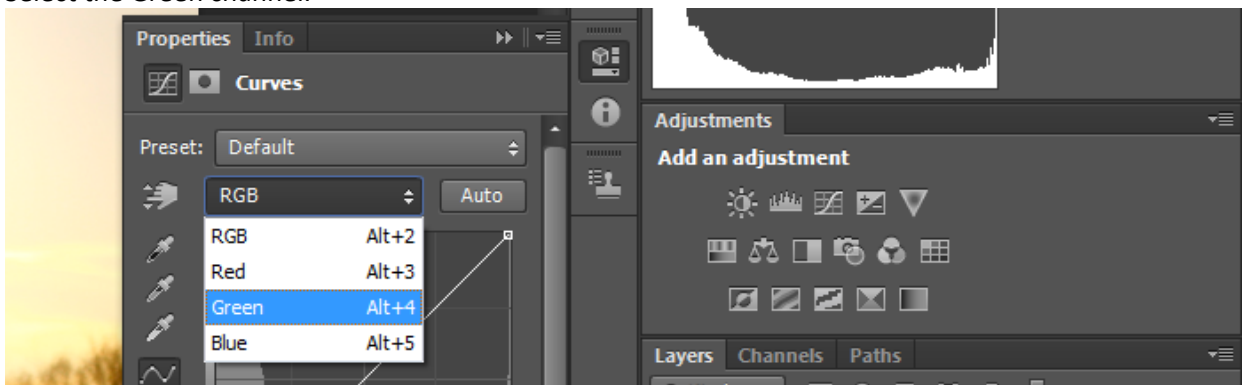 select the Green channel.
Properties Info
Curves
Preset: Default
RGB Auto
RGB Alt+2
Red Alt+3
Green Alt+4
Blue Alt+5
Adjustments
Add an adjustment
Layers Channels Paths